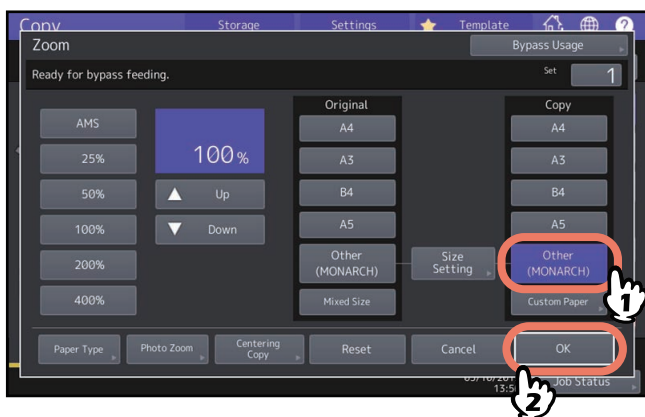 Copy
Storage
Settings
Template
?
Zoom
Bypass Usage
Ready for bypass feeding.
Set
1
Original
Copy
AMS
100 %
A4
A4
25%
A3
A3
50%
Up
B4
B4
100%
Down
A5
A5
200%
Other
(MONARCH)
Size
Setting
Other
(MONARCH)
400%
Mixed Size
Custom Paper
1
Paper Type
Photo Zoom
Centering
Copy
Reset
Cancel
OK
Job Status
13:5
2